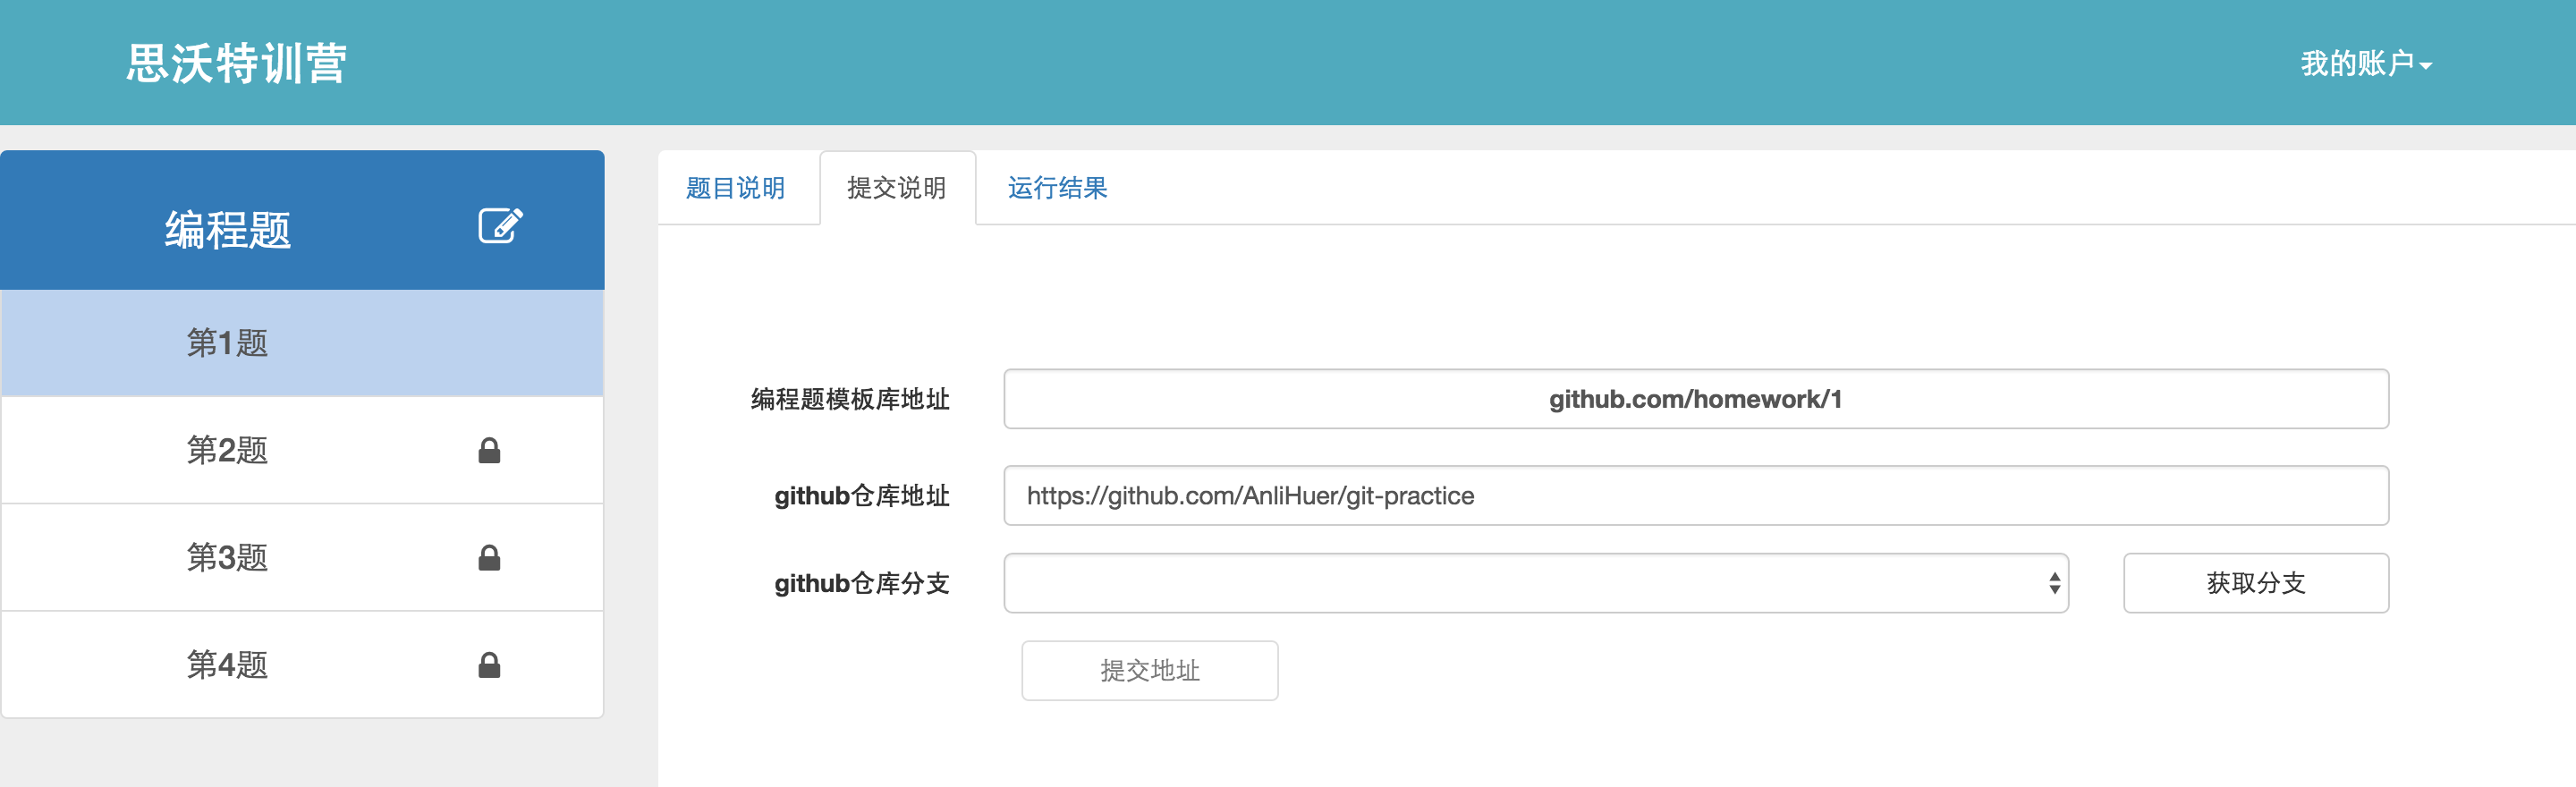 思沃特训营
我的账户
编程题
第1题
第2题
第3题
第4题
题目说明
提交说明
运行结果
编程题模板库地址
github.com/homework/1
github仓库地址
https://github.com/AnliHuer/git-practice
github仓库分支
获取分支
提交地址